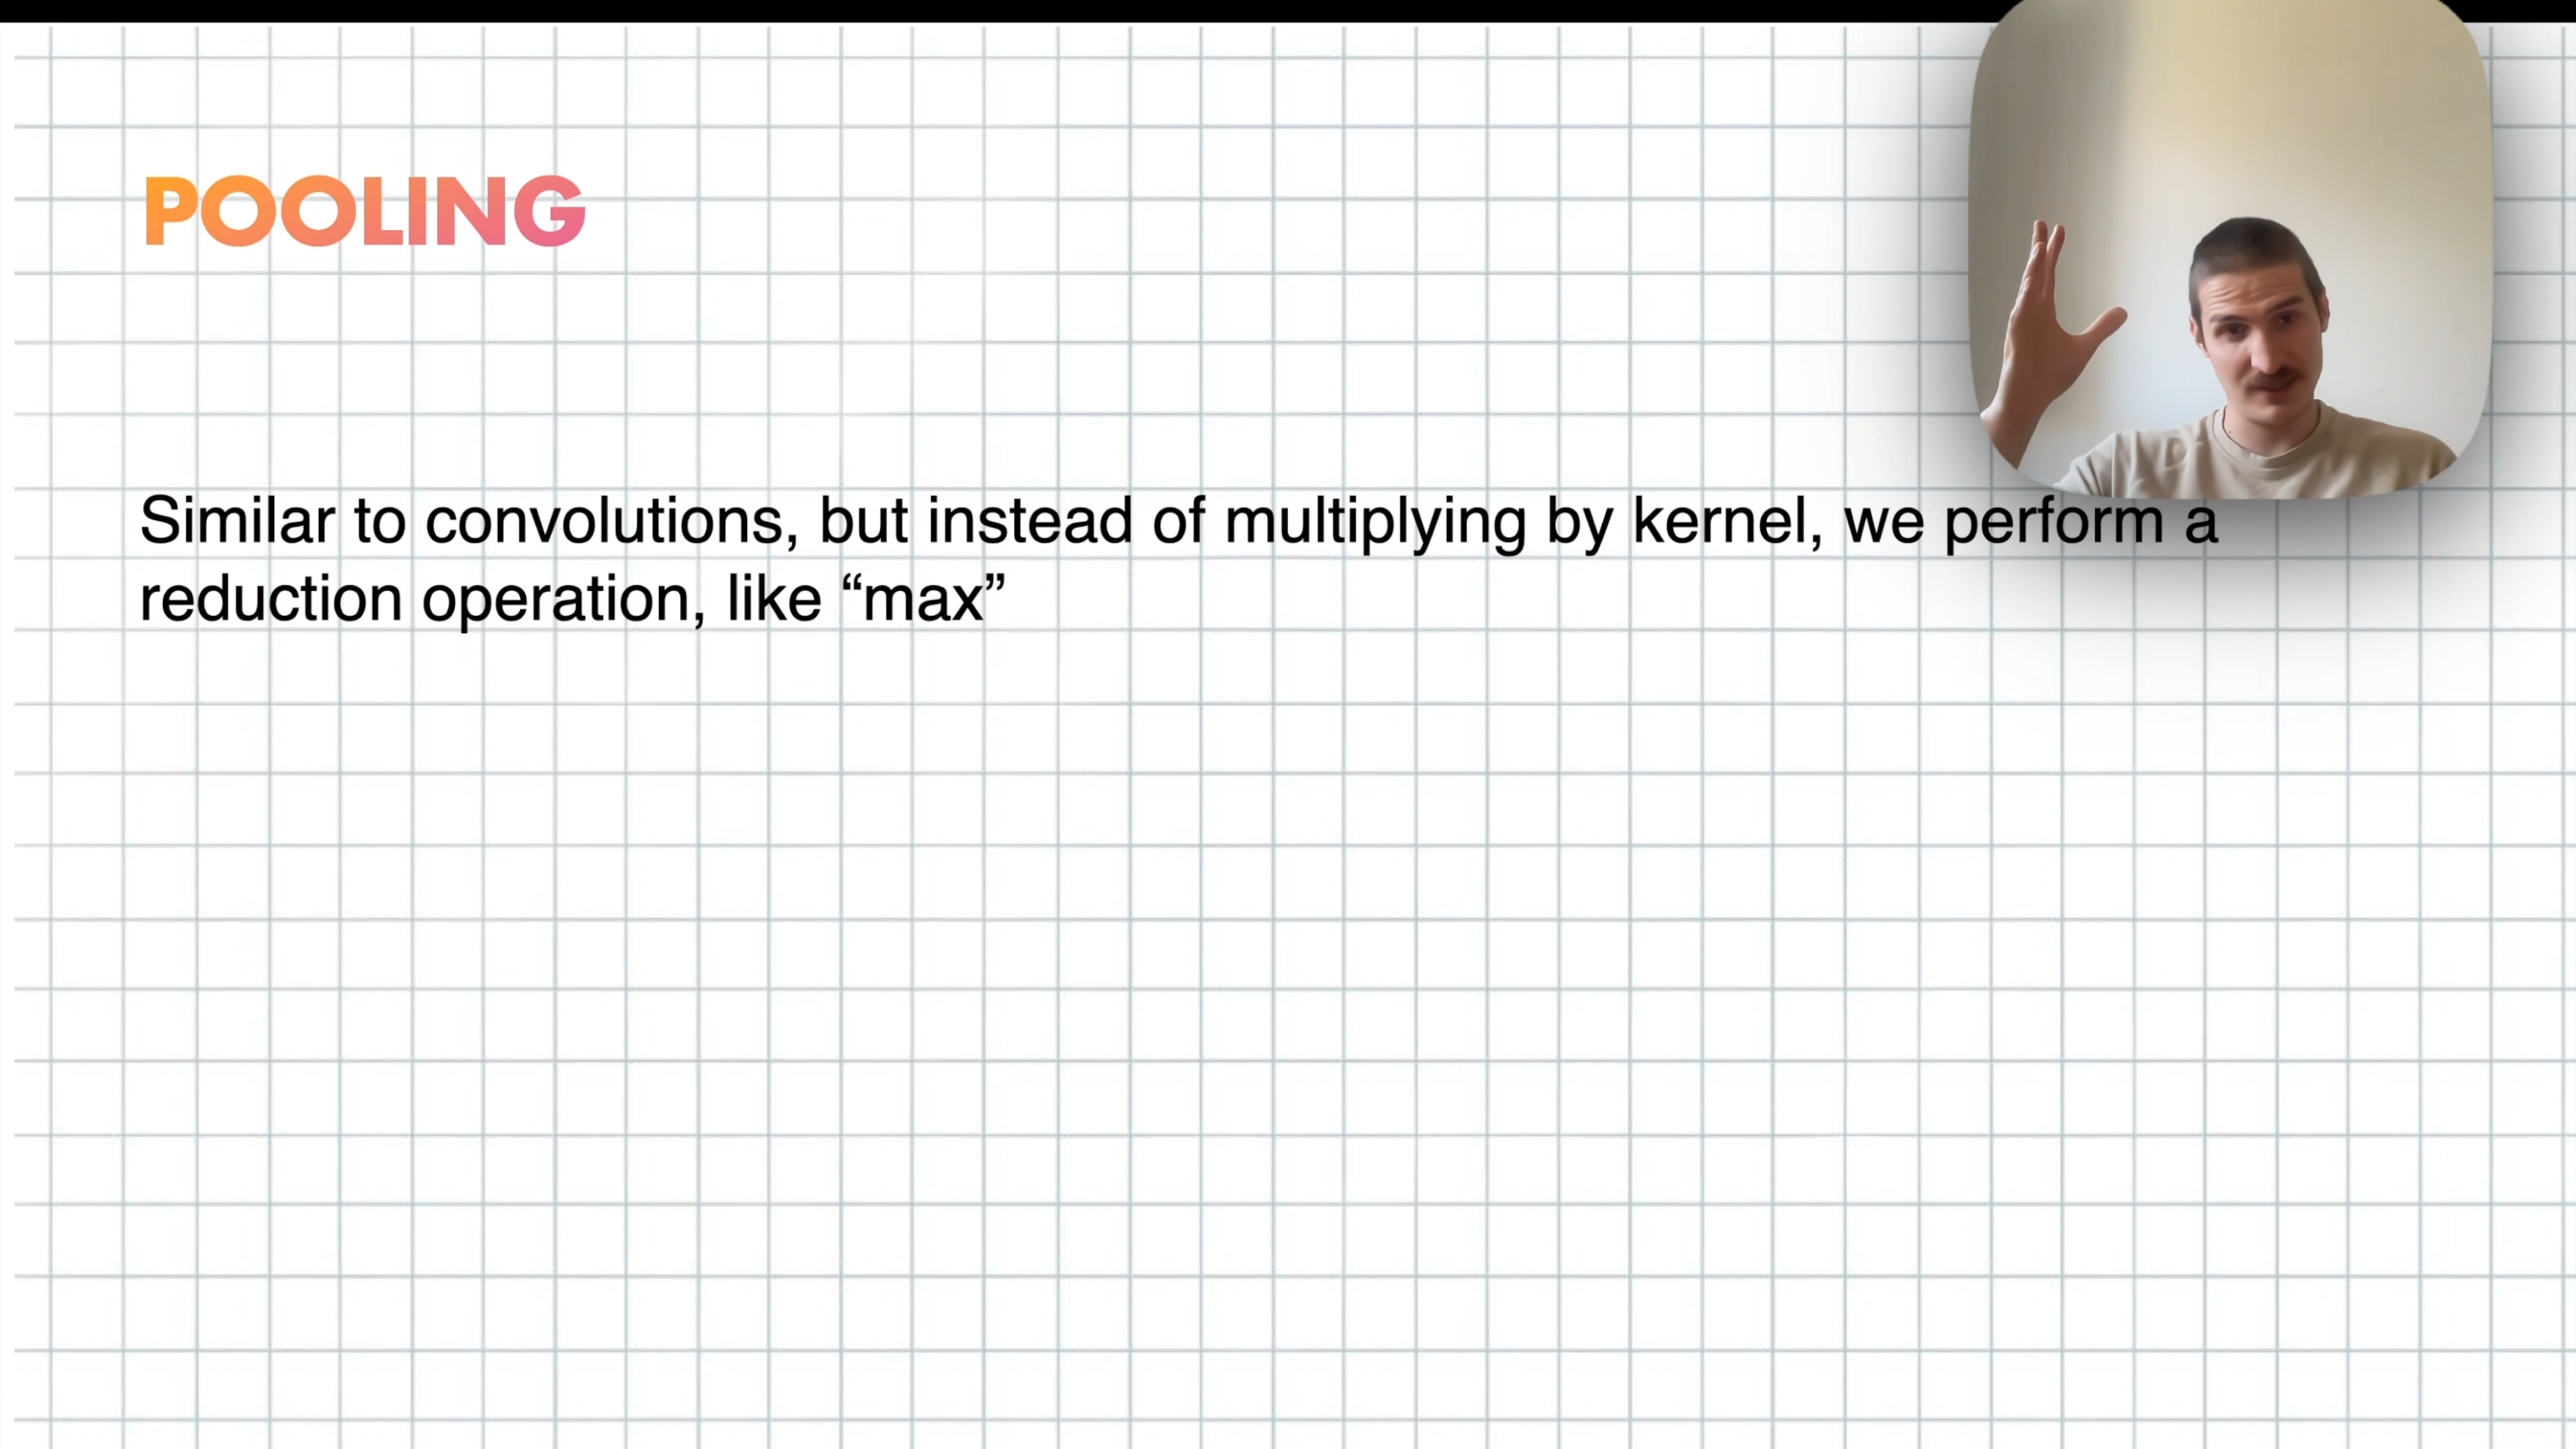 POOLING
Similar to convolutions, but instead of multiplying by kernel, we perform a
reduction operation, like “max”